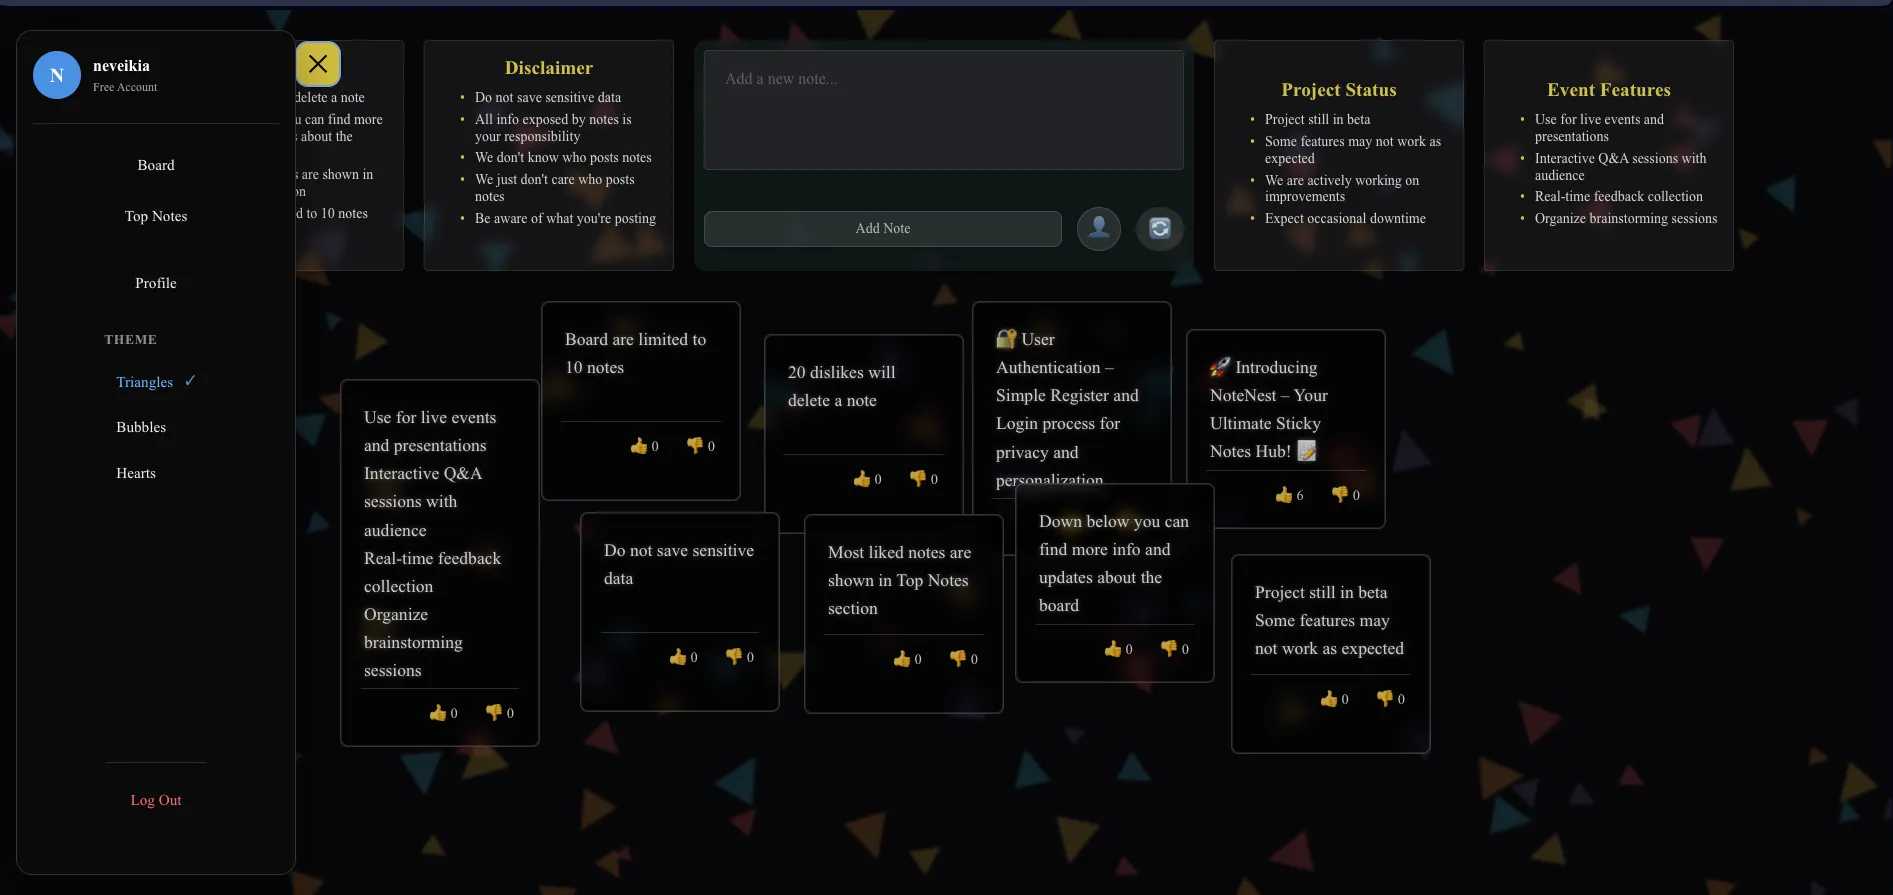 N
neveikia
Free Account
Board
Top Notes
Profile
THEME
Triangles ✓
Bubbles
Hearts
Log Out
delete a note
can find more
about the
are shown in
to 10 notes
Disclaimer
• Do not save sensitive data
• All info exposed by notes is
your responsibility
• We don't know who posts notes
• We just don't care who posts
notes
• Be aware of what you're posting
Add a new note...
Add Note
Project Status
• Project still in beta
• Some features may not work as
expected
• We are actively working on
improvements
• Expect occasional downtime
Event Features
• Use for live events and
presentations
• Interactive Q&A sessions with
audience
• Real-time feedback collection
• Organize brainstorming sessions
Use for live events
and presentations
Interactive Q&A
sessions with
audience
Real-time feedback
collection
Organize
brainstorming
sessions
👍 0 👎 0
Board are limited to
10 notes
👍 0 👎 0
20 dislikes will
delete a note
👍 0 👎 0
🔐 User
Authentication –
Simple Register and
Login process for
privacy and
personalization
🚀 Introducing
NoteNest – Your
Ultimate Sticky
Notes Hub! 📝
👍 6 👎 0
Do not save sensitive
data
👍 0 👎 0
Most liked notes are
shown in Top Notes
section
👍 0 👎 0
Down below you can
find more info and
updates about the
board
👍 0 👎 0
Project still in beta
Some features may
not work as expected
👍 0 👎 0